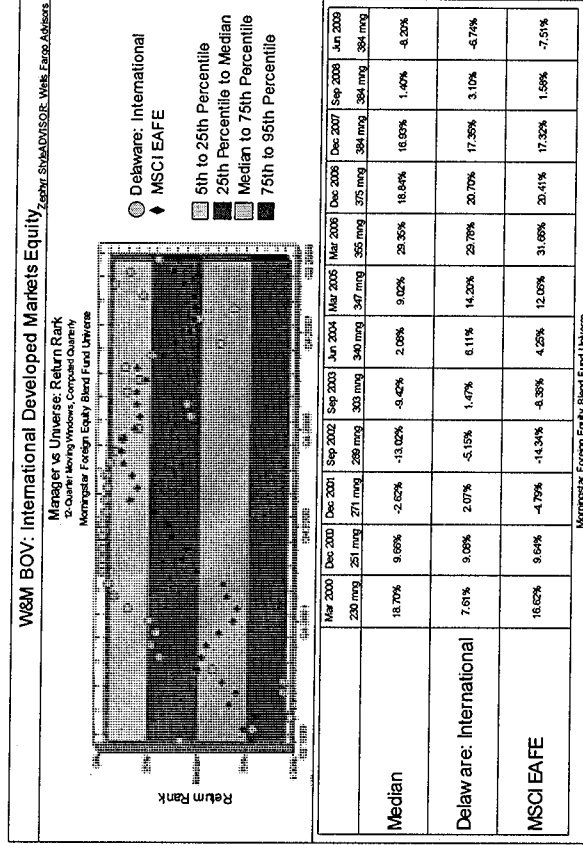 W&M BOV: International Developed Markets Equity
Zephyr StyleADVISOR: Wells Fargo Advisors
Manager vs Universe: Return Rank
12-Quarter Moving Windows, Computed Quarterly
Morningstar Foreign Equity Blend Fund Universe
Return Rank
Delaware: International
MSCI EAFE
5th to 25th Percentile
25th Percentile to Median
Median to 75th Percentile
75th to 95th Percentile
Mar 2000 Dec 2000 Dec 2001 Sep 2002 Sep 2003 Jun 2004 Mar 2005 Mar 2006 Dec 2006 Dec 2007 Sep 2008 Jun 2009
230 mng 251 mng 271 mng 289 mng 303 mng 340 mng 347 mng 355 mng 375 mng 384 mng 384 mng 384 mng
Median 18.70% 9.66% -2.62% -13.02% -9.42% 2.06% 9.02% 29.35% 18.84% 16.93% 1.40% -8.20%
Delaware: International 7.61% 9.08% 2.07% -5.15% 1.47% 6.11% 14.20% 29.78% 20.70% 17.35% 3.10% -6.74%
MSCI EAFE 16.62% 9.64% -4.79% -14.34% -8.38% 4.25% 12.06% 31.66% 20.41% 17.32% 1.58% -7.51%
Morningstar Foreign Equity Blend Fund Universe